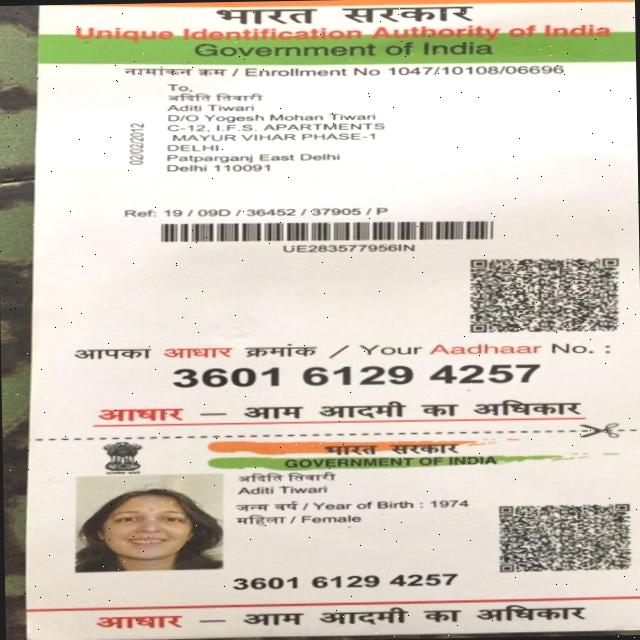 भारत सरकार
Unique Identification Authority of India
Government of India
नामांकन क्रम / Enrollment No 1047/10108/06696
To,
अदिति तिवारी
Aditi Tiwari
D/O Yogesh Mohan Tiwari
C-12, I.F.S. APARTMENTS
MAYUR VIHAR PHASE-1
DELHI
Patparganj East Delhi
Delhi 110091
02/02/2012
Ref: 19 / 09D / 36452 / 37905 / P
UE283577956IN
आपका आधार क्रमांक / Your Aadhaar No. :
3601 6129 4257
आधार — आम आदमी का अधिकार
भारत सरकार
GOVERNMENT OF INDIA
अदिति तिवारी
Aditi Tiwari
जन्म वर्ष / Year of Birth : 1974
महिला / Female
3601 6129 4257
आधार — आम आदमी का अधिकार